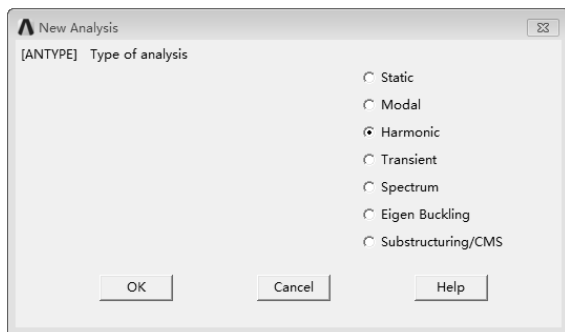 New Analysis
[ANTYPE] Type of analysis
Static
Modal
Harmonic
Transient
Spectrum
Eigen Buckling
Substructuring/CMS
OK Cancel Help